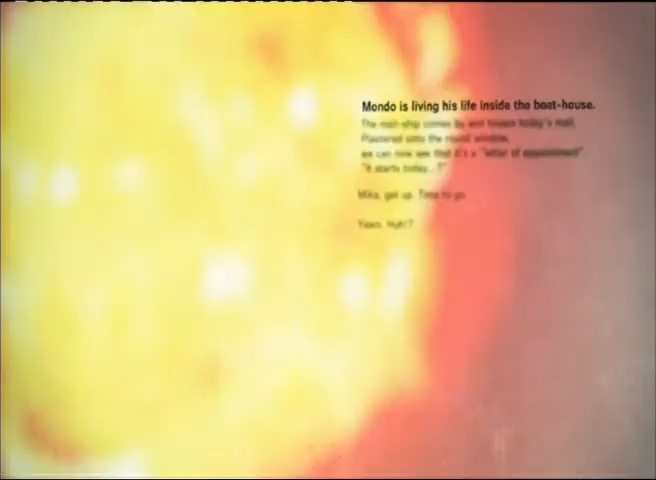 Mondo is living his life inside the boat-house.
The mail-ship comes by and tosses today's mail.
Plastered onto the round window,
we can now see that it's a "letter of appointment".
"It starts today...?"
Mika, get up. Time to go.
Yawn. Huh!?